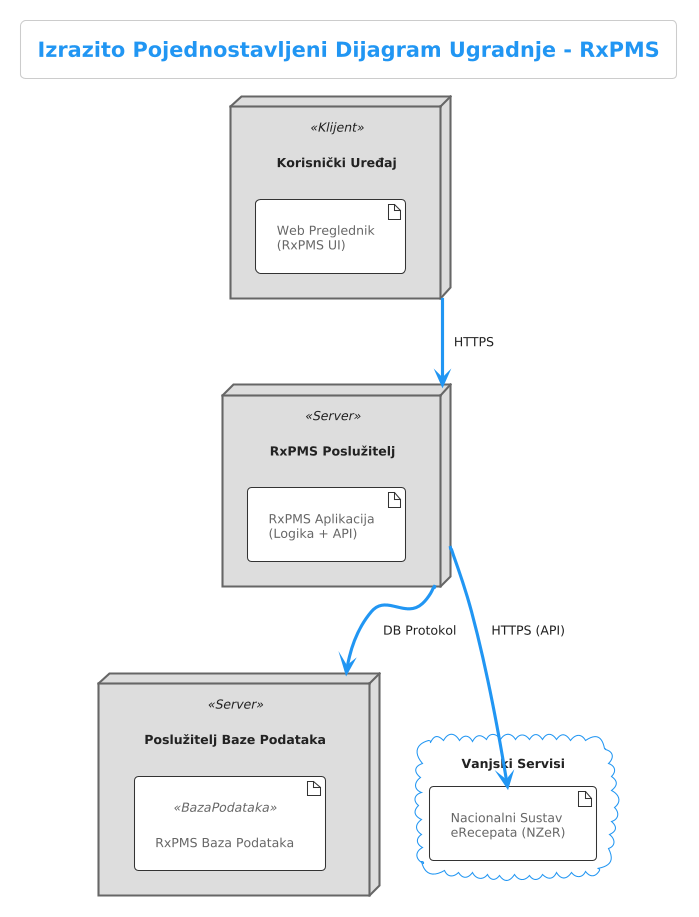 Izrazito Pojednostavljeni Dijagram Ugradnje - RxPMS
«Klijent»
Korisnički Uređaj
Web Preglednik
(RxPMS UI)
HTTPS
«Server»
RxPMS Poslužitelj
RxPMS Aplikacija
(Logika + API)
DB Protokol
HTTPS (API)
«Server»
Poslužitelj Baze Podataka
«BazaPodataka»
RxPMS Baza Podataka
Vanjski Servisi
Nacionalni Sustav
eRecepata (NZeR)